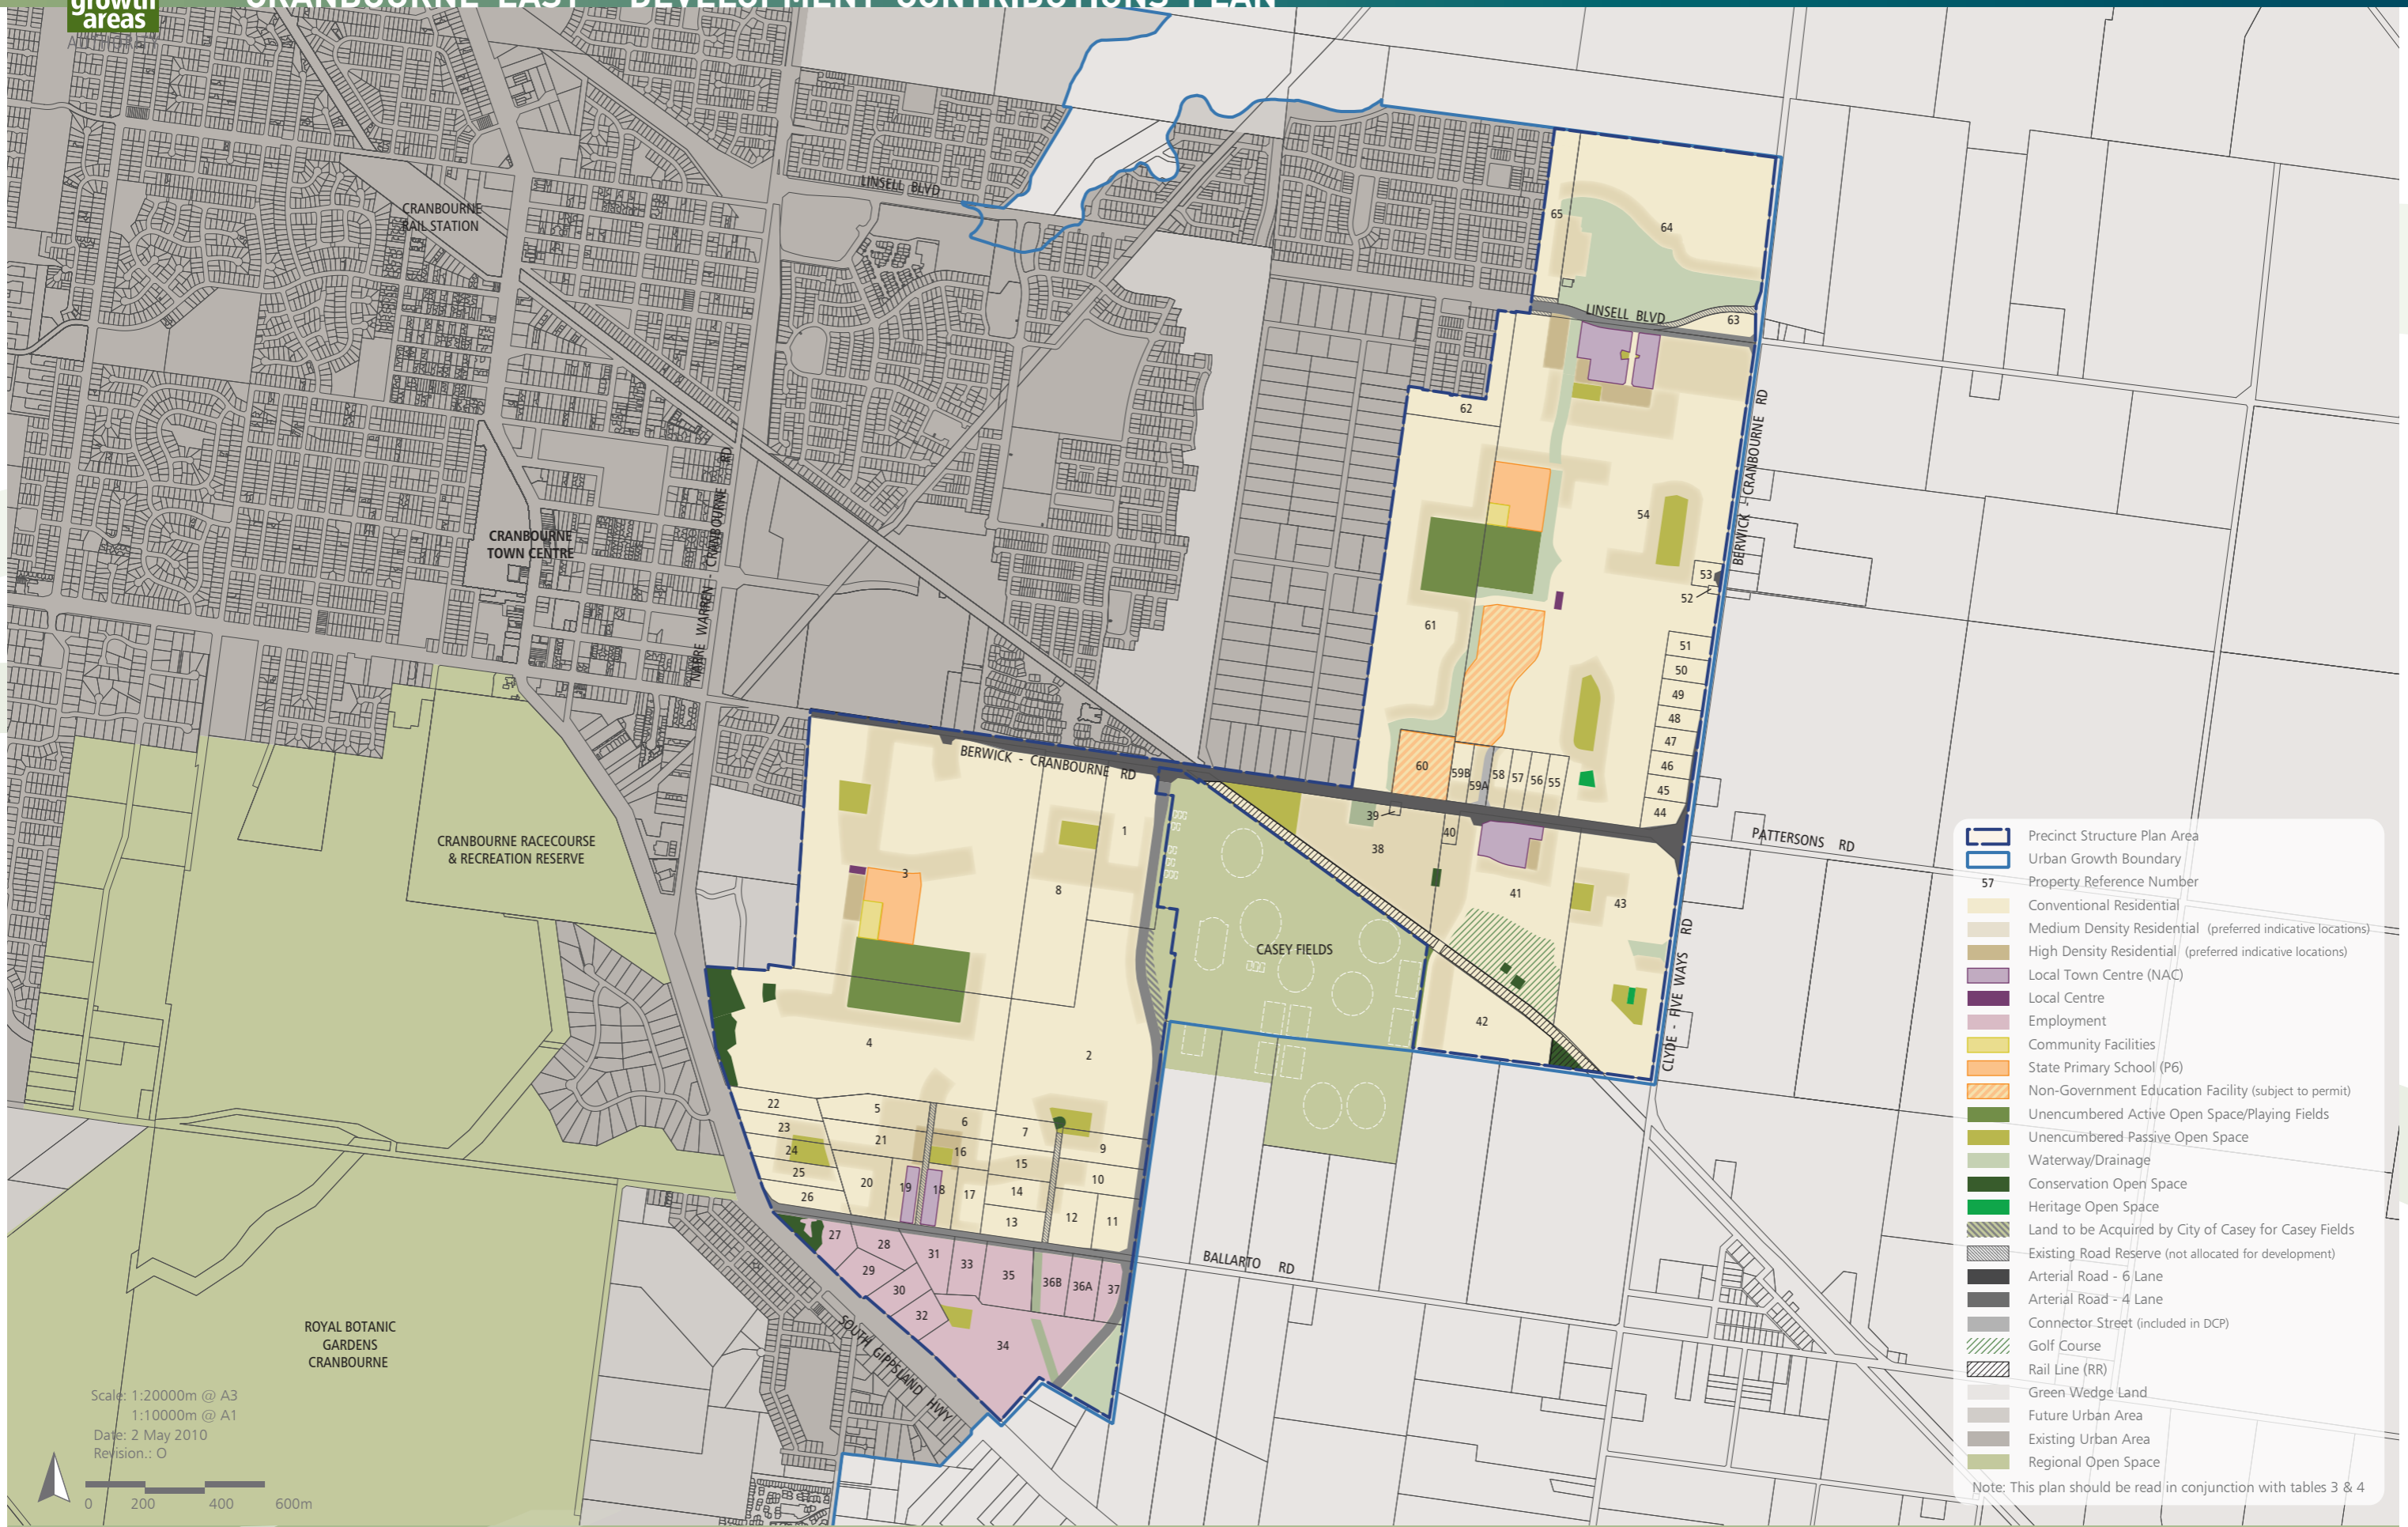 growth
areas
AUTHORITY
CRANBOURNE EAST DEVELOPMENT CONTRIBUTIONS PLAN
LINSELL BLVD
CRANBOURNE
RAIL STATION
65
64
LINSELL BLVD
63
62
BERWICK - CRANBOURNE RD
NARRE WARREN - CRANBOURNE RD
CRANBOURNE
TOWN CENTRE
54
53
52
61
51
50
49
48
47
46
45
44
60
59B
59A
58
57
56
55
BERWICK - CRANBOURNE RD
39
40
38
1
3
8
41
43
CRANBOURNE RACECOURSE
& RECREATION RESERVE
PATTERSONS RD
CASEY FIELDS
CLYDE - FIVE WAYS RD
42
4
2
22
5
6
23
21
7
24
16
9
25
15
10
20
19
18
17
14
26
13
12
11
27
28
31
33
35
36B
36A
37
29
30
32
34
BALLARTO RD
SOUTH GIPPSLAND HWY
ROYAL BOTANIC
GARDENS
CRANBOURNE
Scale: 1:20000m @ A3
1:10000m @ A1
Date: 2 May 2010
Revision.: O
0 200 400 600m
Precinct Structure Plan Area
Urban Growth Boundary
57 Property Reference Number
Conventional Residential
Medium Density Residential (preferred indicative locations)
High Density Residential (preferred indicative locations)
Local Town Centre (NAC)
Local Centre
Employment
Community Facilities
State Primary School (P6)
Non-Government Education Facility (subject to permit)
Unencumbered Active Open Space/Playing Fields
Unencumbered Passive Open Space
Waterway/Drainage
Conservation Open Space
Heritage Open Space
Land to be Acquired by City of Casey for Casey Fields
Existing Road Reserve (not allocated for development)
Arterial Road - 6 Lane
Arterial Road - 4 Lane
Connector Street (included in DCP)
Golf Course
Rail Line (RR)
Green Wedge Land
Future Urban Area
Existing Urban Area
Regional Open Space
Note: This plan should be read in conjunction with tables 3 & 4